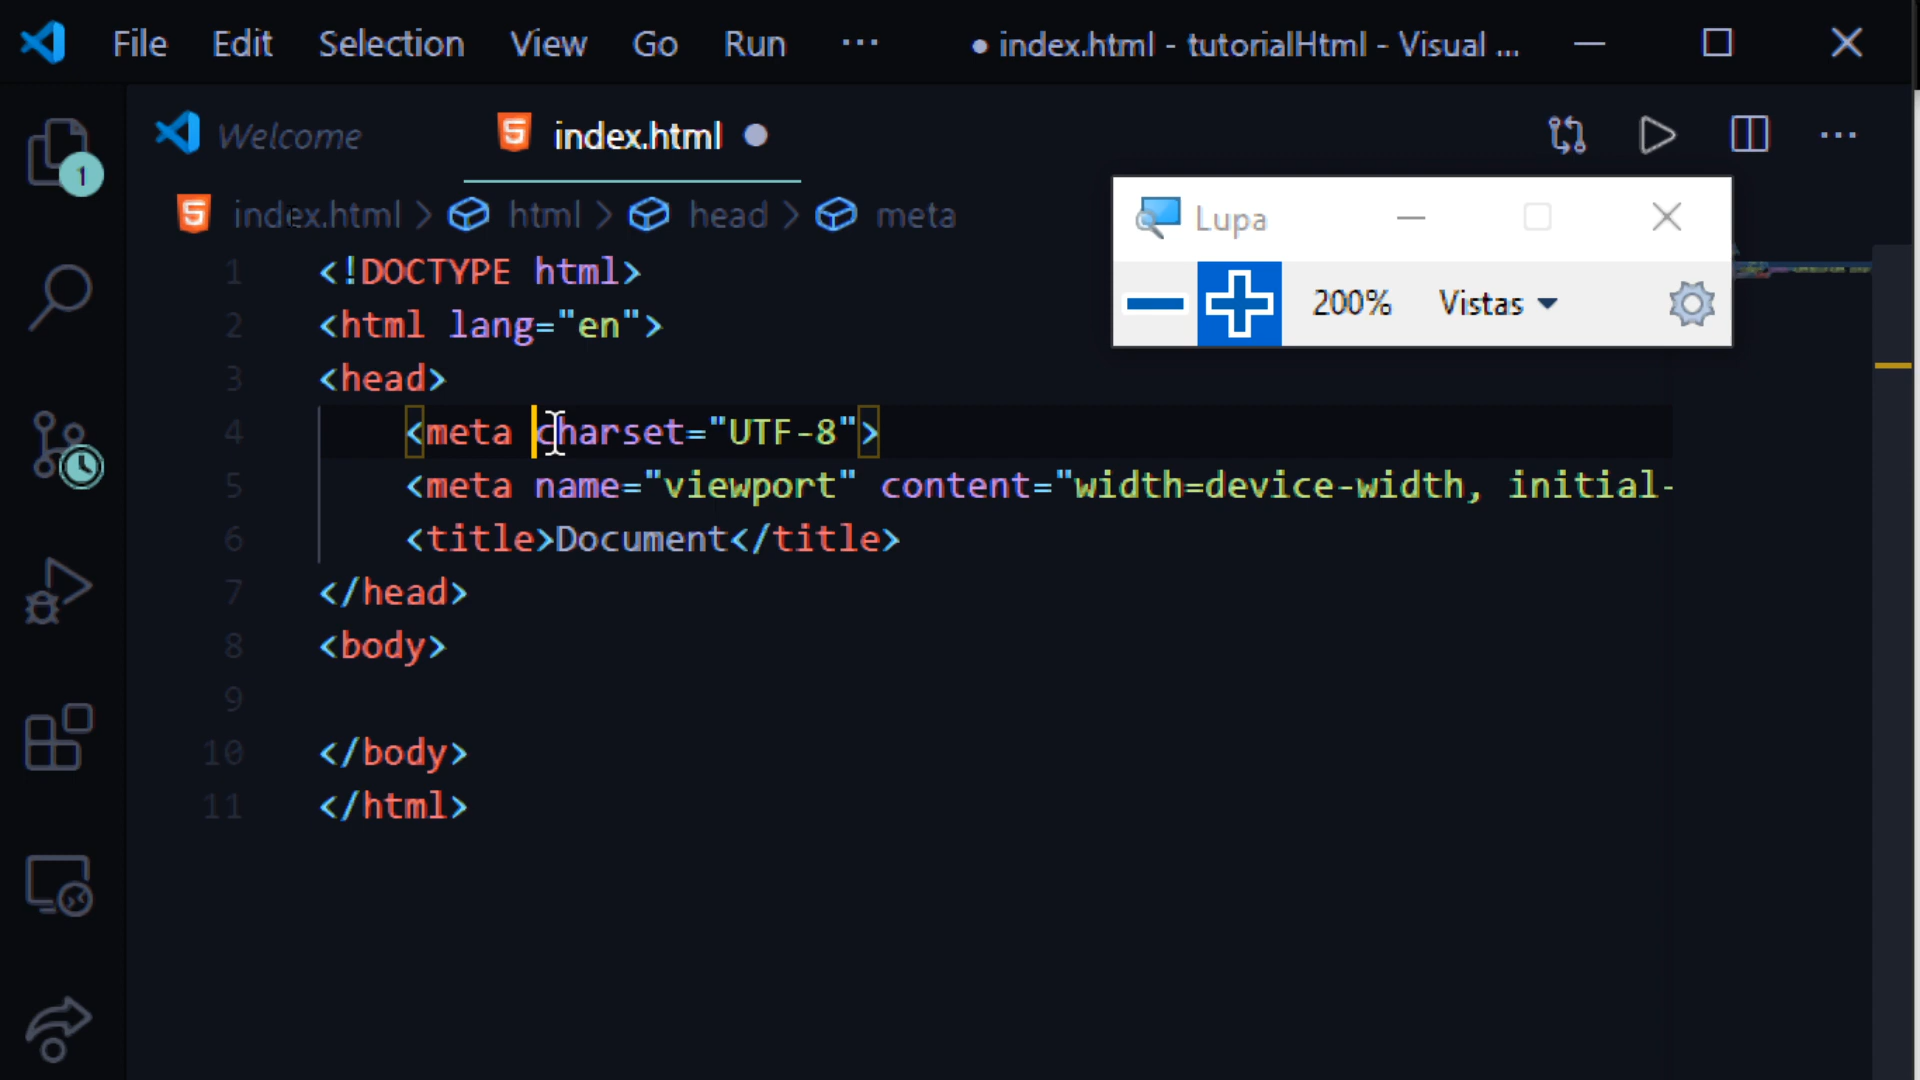 File Edit Selection View Go Run ··· ● index.html - tutorialHtml - Visual ...
Welcome index.html
index.html > html > head > meta
Lupa
200% Vistas
1 <!DOCTYPE html>
2 <html lang="en">
3 <head>
4 <meta charset="UTF-8">
5 <meta name="viewport" content="width=device-width, initial-
6 <title>Document</title>
7 </head>
8 <body>
9
10 </body>
11 </html>
1